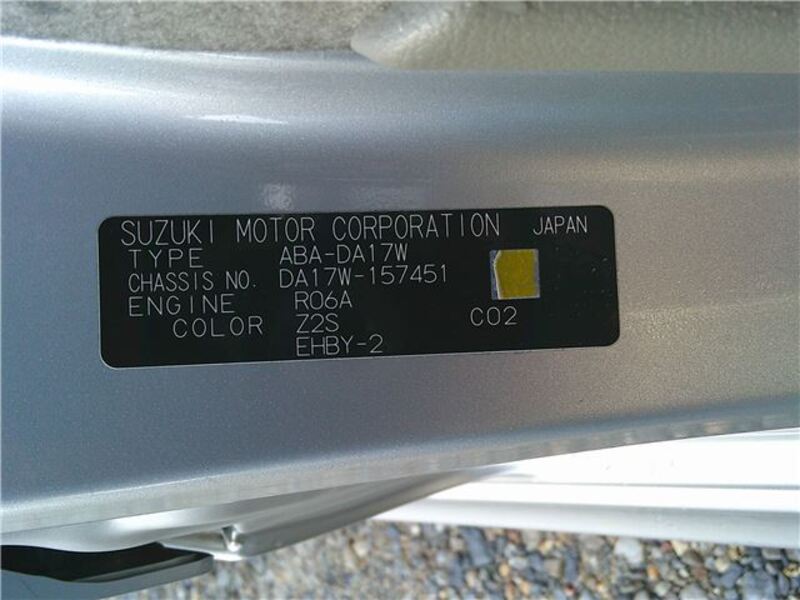 SUZUKI MOTOR CORPORATION JAPAN
TYPE ABA-DA17W
CHASSIS NO. DA17W-157451
ENGINE R06A
COLOR Z2S C02
EHBY-2